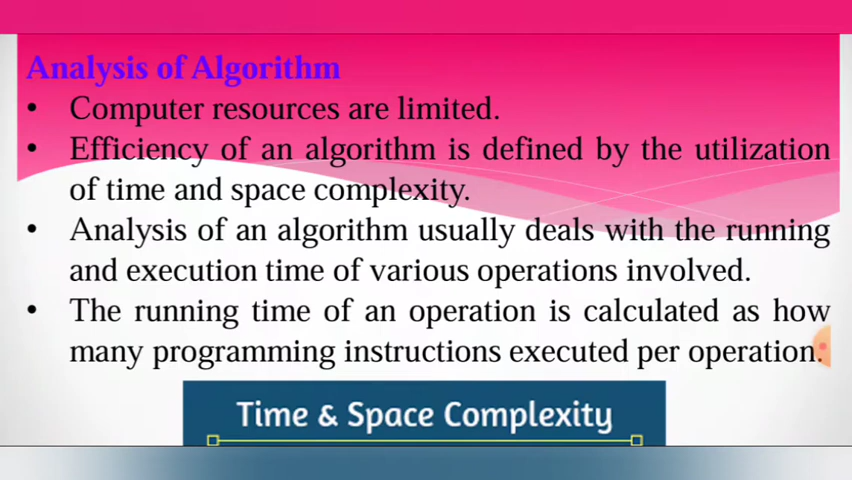 Analysis of Algorithm
• Computer resources are limited.
• Efficiency of an algorithm is defined by the utilization
of time and space complexity.
• Analysis of an algorithm usually deals with the running
and execution time of various operations involved.
• The running time of an operation is calculated as how
many programming instructions executed per operation.
Time & Space Complexity